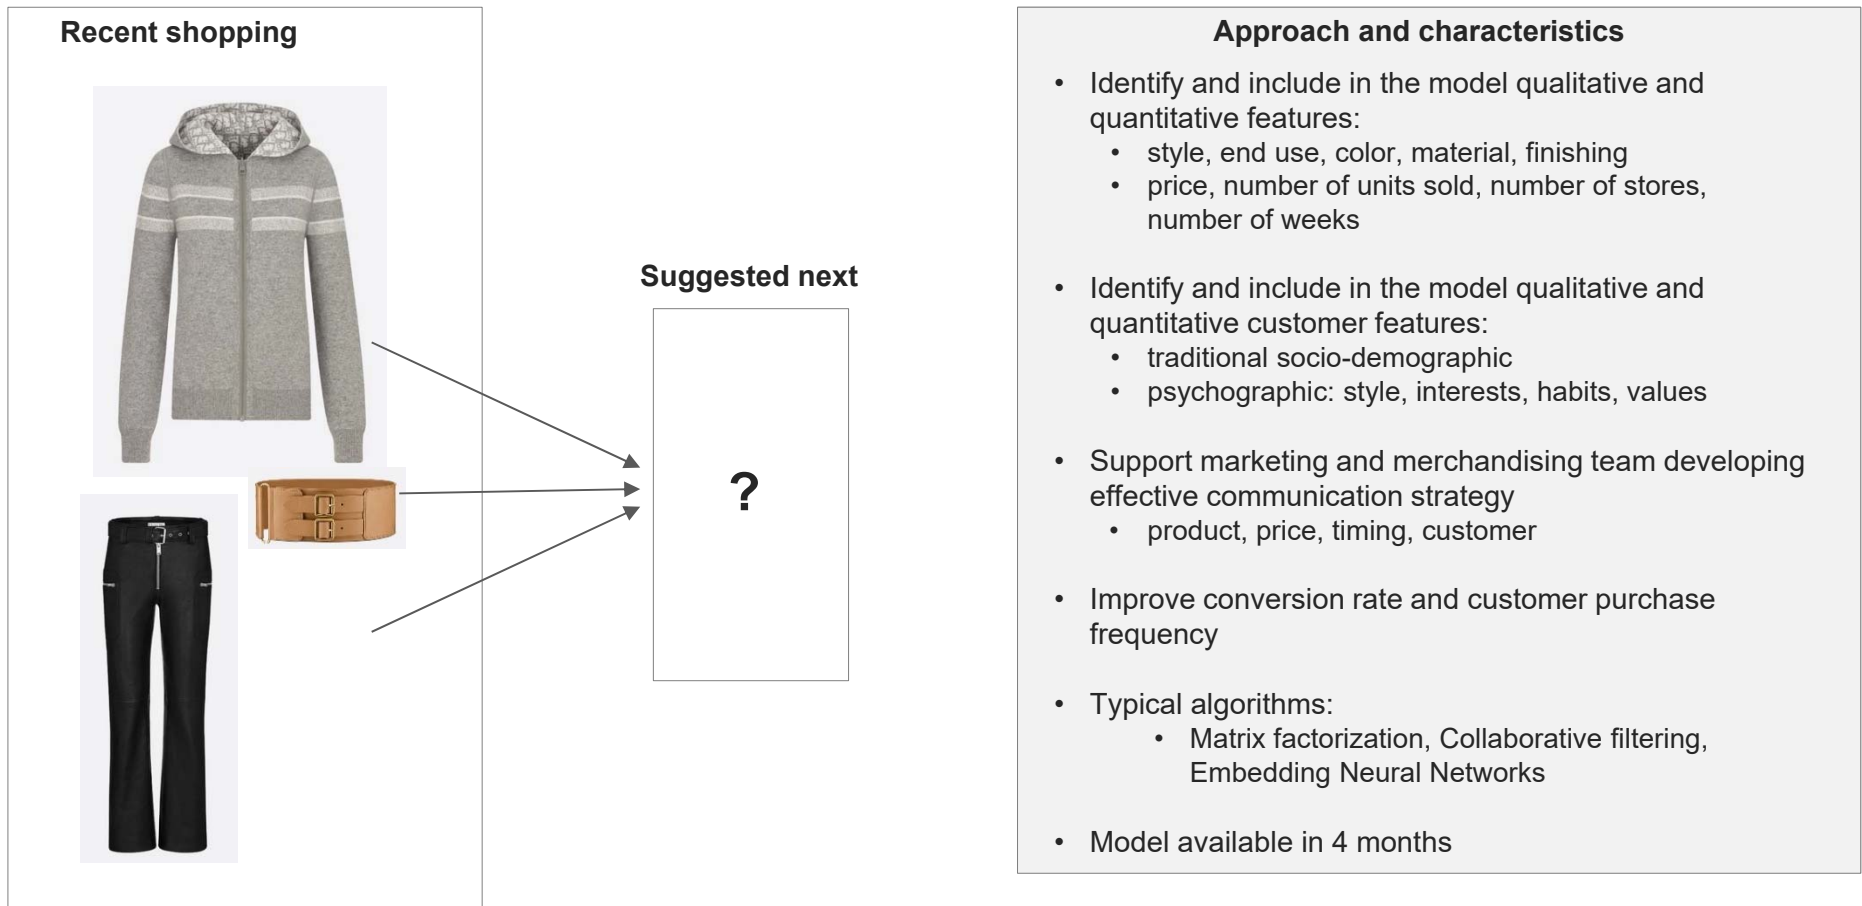 Recent shopping
Suggested next
?
Approach and characteristics
• Identify and include in the model qualitative and
quantitative features:
• style, end use, color, material, finishing
• price, number of units sold, number of stores,
number of weeks
• Identify and include in the model qualitative and
quantitative customer features:
• traditional socio-demographic
• psychographic: style, interests, habits, values
• Support marketing and merchandising team developing
effective communication strategy
• product, price, timing, customer
• Improve conversion rate and customer purchase
frequency
• Typical algorithms:
• Matrix factorization, Collaborative filtering,
Embedding Neural Networks
• Model available in 4 months